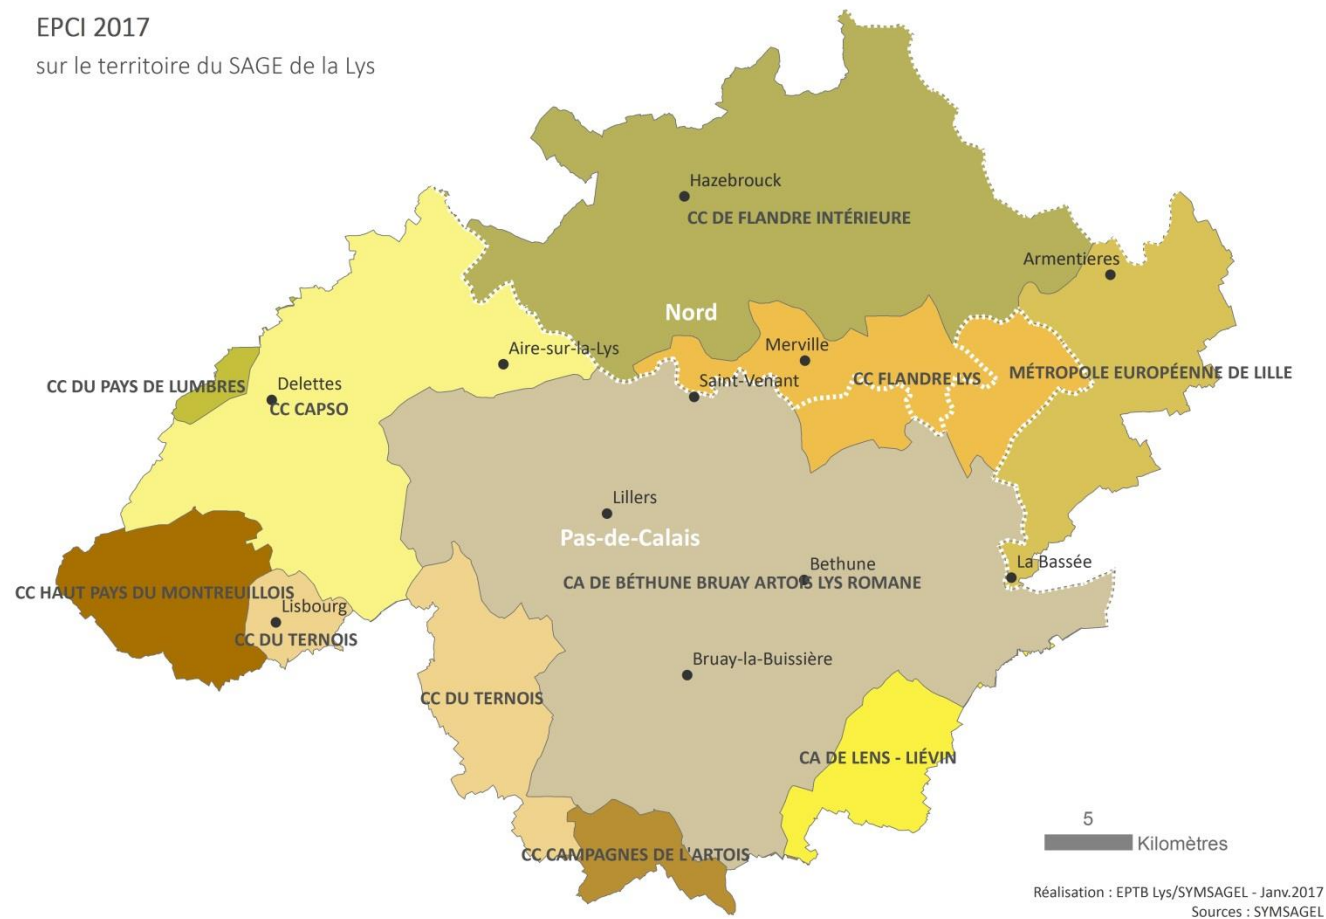 EPCI 2017
sur le territoire du SAGE de la Lys
Hazebrouck
CC DE FLANDRE INTÉRIEURE
Armentieres
Nord
Aire-sur-la-Lys
Merville
CC DU PAYS DE LUMBRES
Delettes
CC CAPSO
Saint-Venant
CC FLANDRE LYS
MÉTROPOLE EUROPÉENNE DE LILLE
Lillers
Pas-de-Calais
Bethune
La Bassée
CA DE BÉTHUNE BRUAY ARTOIS LYS ROMANE
CC HAUT PAYS DU MONTREUILLOIS
Lisbourg
CC DU TERNOIS
Bruay-la-Buissière
CC DU TERNOIS
CA DE LENS - LIÉVIN
5
Kilomètres
CC CAMPAGNES DE L'ARTOIS
Réalisation : EPTB Lys/SYMSAGEL - Janv.2017
Sources : SYMSAGEL